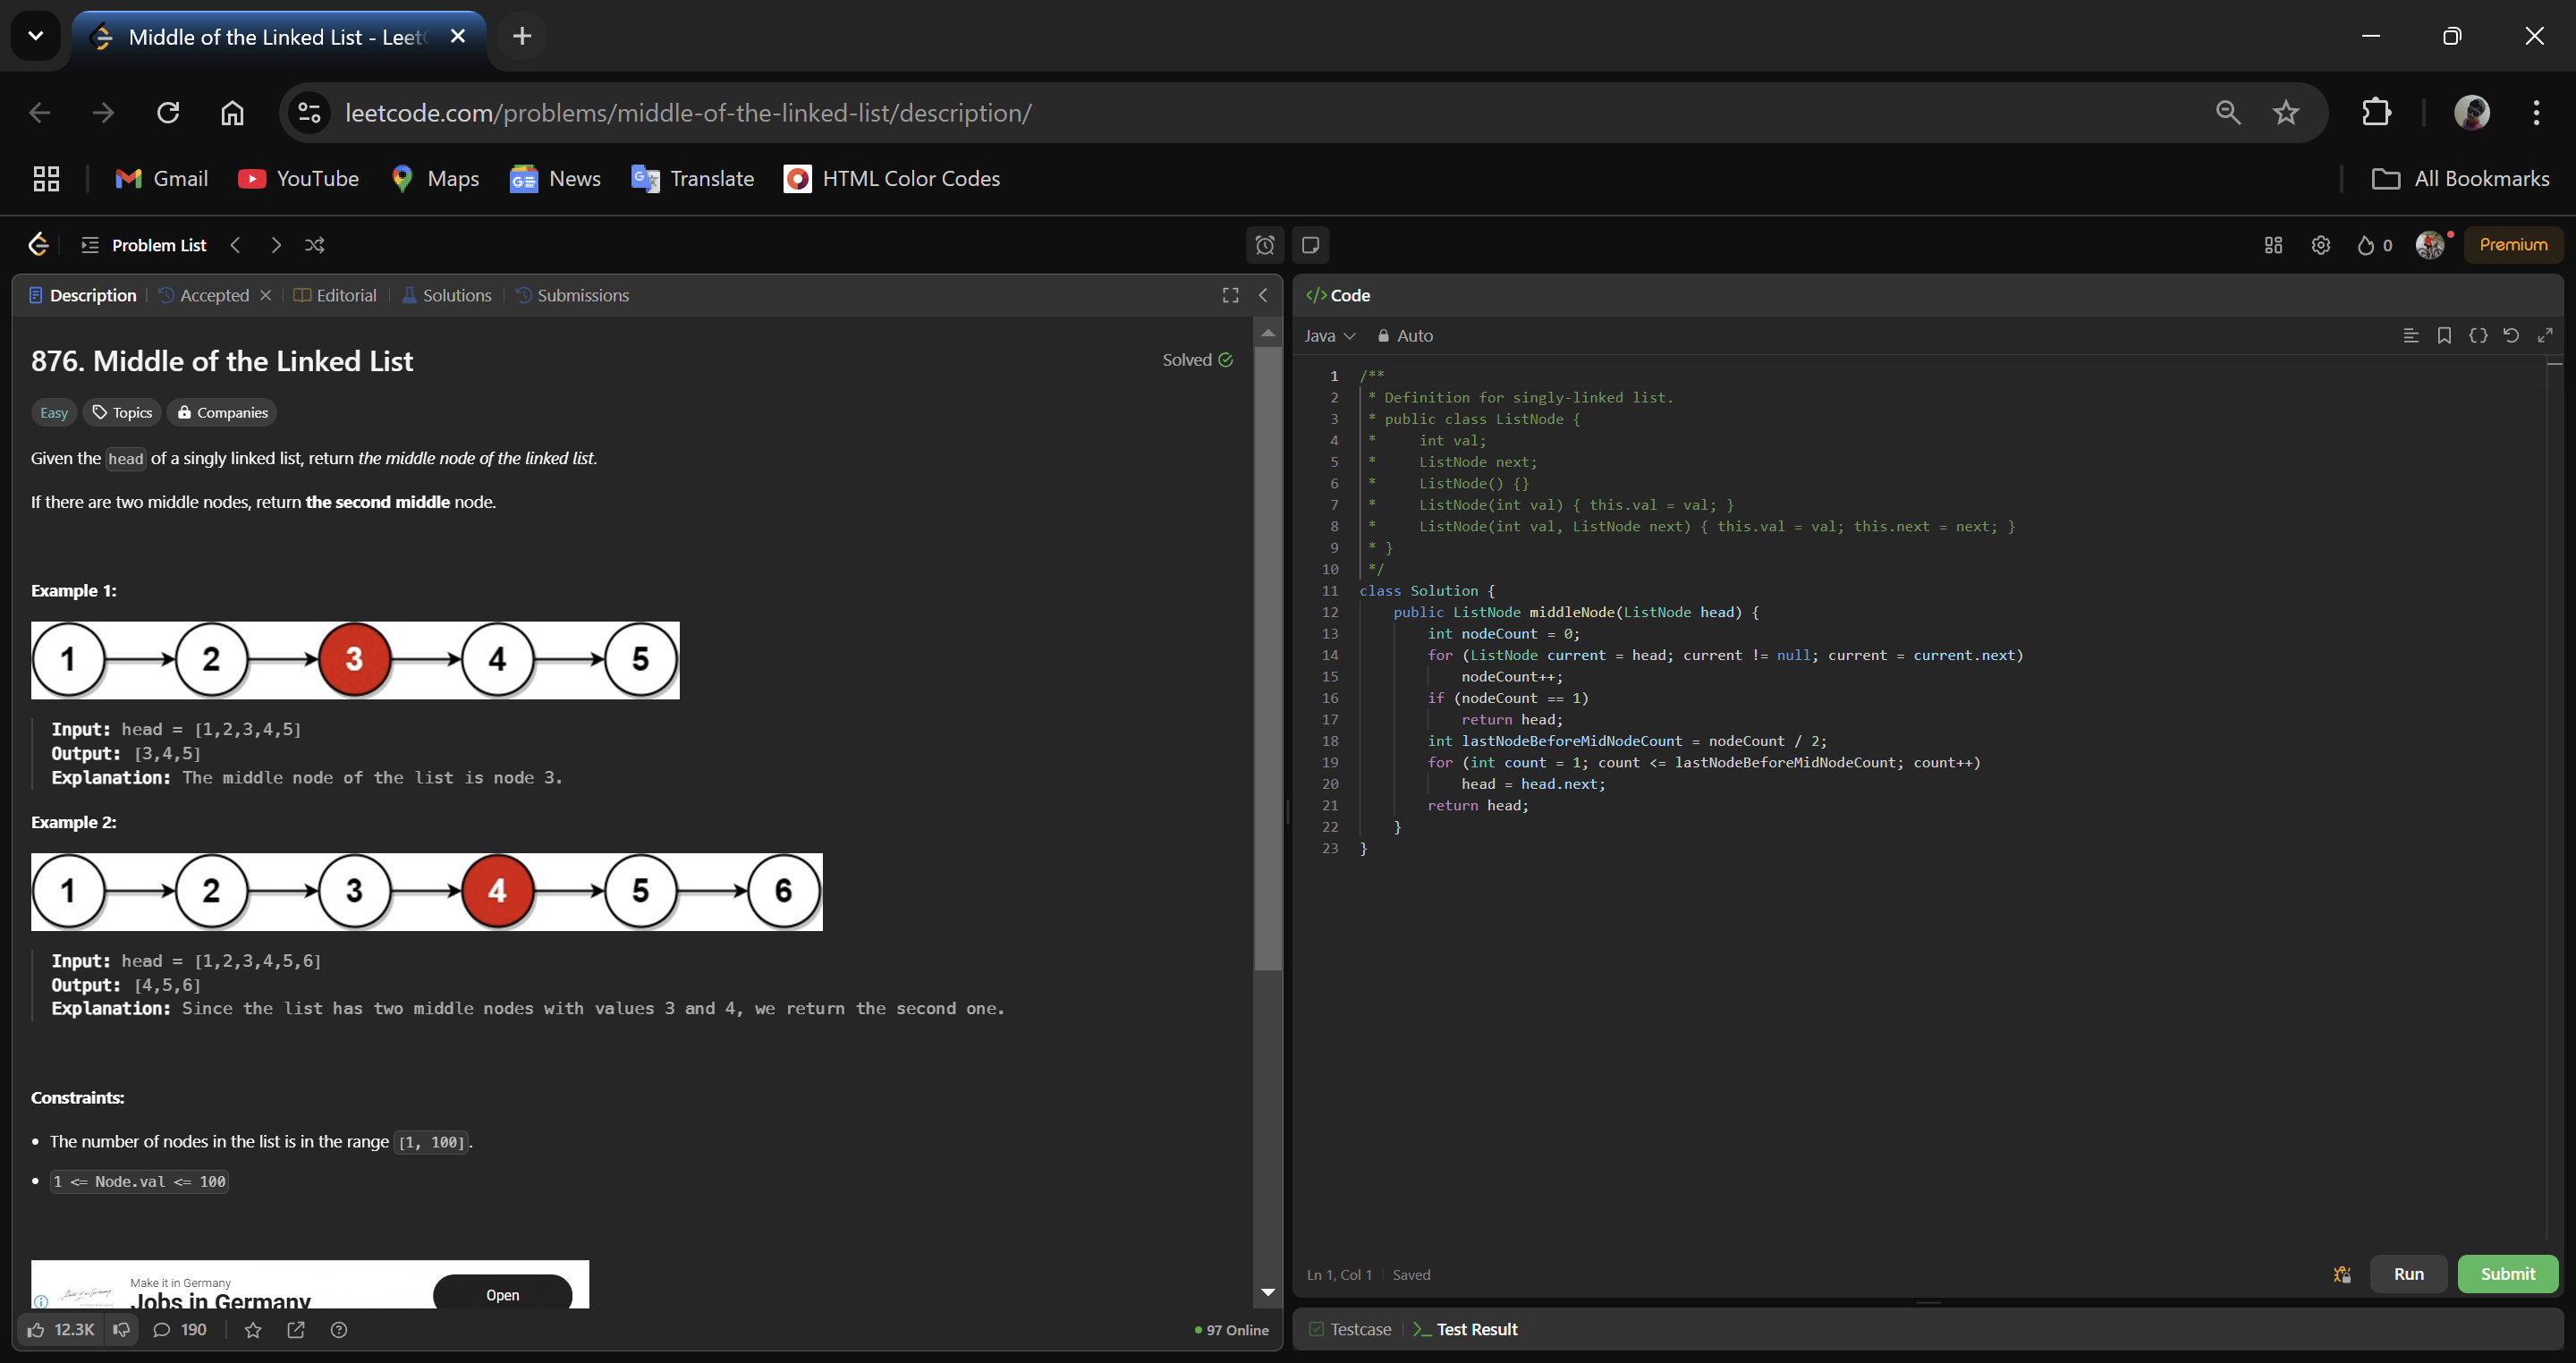 Middle of the Linked List - Leet
leetcode.com/problems/middle-of-the-linked-list/description/
Gmail
YouTube
Maps
News
Translate
HTML Color Codes
All Bookmarks
Problem List
0
Premium
Description
Accepted
Editorial
Solutions
Submissions
876. Middle of the Linked List
Solved
Easy
Topics
Companies
Given the head of a singly linked list, return the middle node of the linked list.
If there are two middle nodes, return the second middle node.
Example 1:
1 2 3 4 5
Input: head = [1,2,3,4,5]
Output: [3,4,5]
Explanation: The middle node of the list is node 3.
Example 2:
1 2 3 4 5 6
Input: head = [1,2,3,4,5,6]
Output: [4,5,6]
Explanation: Since the list has two middle nodes with values 3 and 4, we return the second one.
Constraints:
• The number of nodes in the list is in the range [1, 100].
• 1 <= Node.val <= 100
Make it in Germany
Jobs in Germany
Open
12.3K
190
97 Online
</> Code
Java
Auto
1 /**
2 * Definition for singly-linked list.
3 * public class ListNode {
4 *     int val;
5 *     ListNode next;
6 *     ListNode() {}
7 *     ListNode(int val) { this.val = val; }
8 *     ListNode(int val, ListNode next) { this.val = val; this.next = next; }
9 * }
10 */
11 class Solution {
12     public ListNode middleNode(ListNode head) {
13         int nodeCount = 0;
14         for (ListNode current = head; current != null; current = current.next)
15             nodeCount++;
16         if (nodeCount == 1)
17             return head;
18         int lastNodeBeforeMidNodeCount = nodeCount / 2;
19         for (int count = 1; count <= lastNodeBeforeMidNodeCount; count++)
20             head = head.next;
21         return head;
22     }
23 }
Ln 1, Col 1
Saved
Run
Submit
Testcase
Test Result